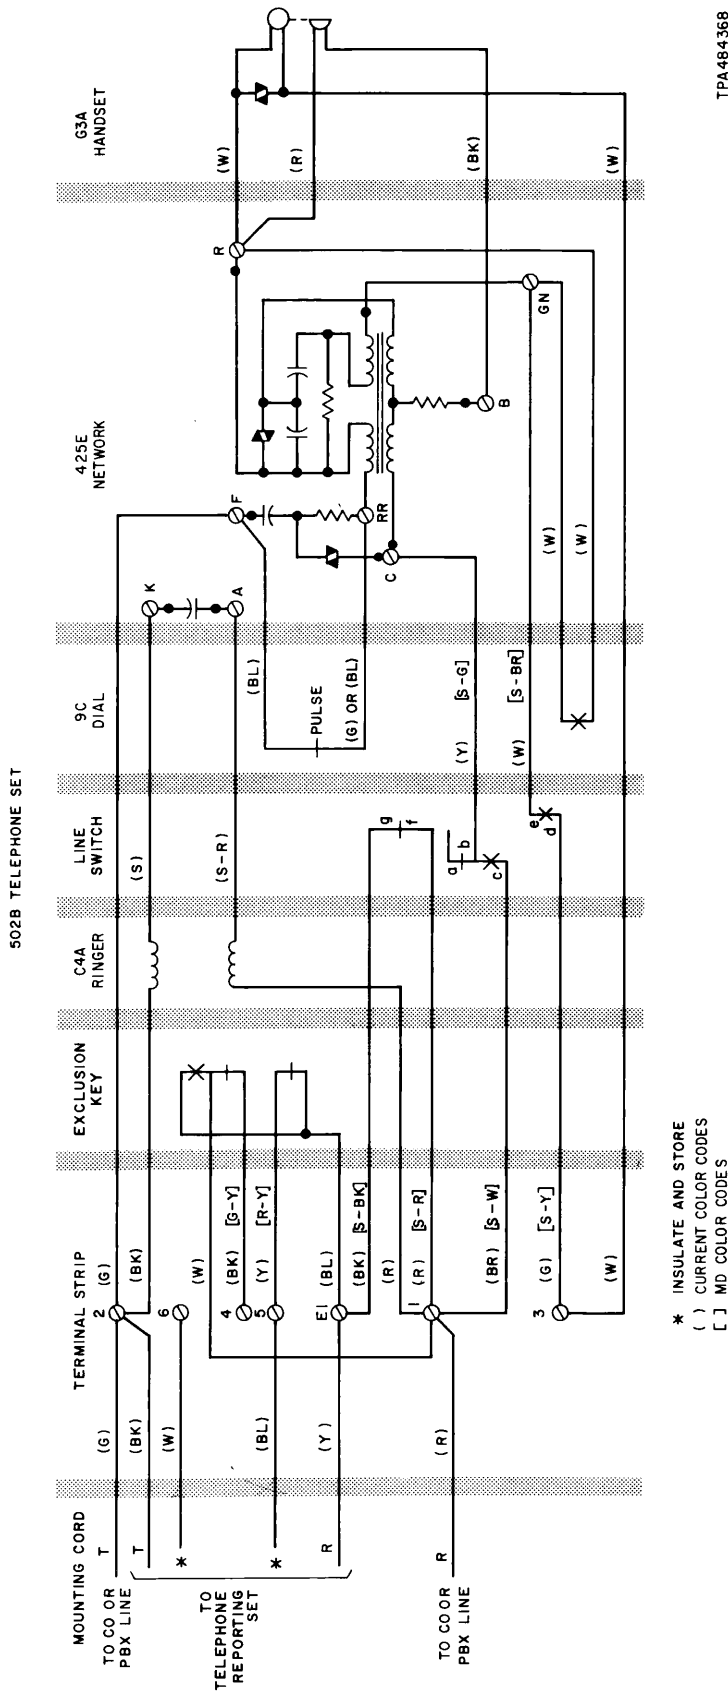 502B TELEPHONE SET
MOUNTING CORD
TERMINAL STRIP
EXCLUSION
KEY
C4A
RINGER
LINE
SWITCH
9C
DIAL
425E
NETWORK
G3A
HANDSET
TO CO OR
PBX LINE
T
(G)
2
(G)
T
(BK)
(BK)
(S)
K
*
(W)
6
(W)
(S-R)
A
F
R
(W)
TO
TELEPHONE
REPORTING
SET
4
(BK) [G-Y]
(BL)
*
(BL)
5
(Y) [R-Y]
PULSE
(R)
R
(Y)
E1
(BL)
(G) OR (BL)
RR
(BK) [S-BK]
g
f
C
(R)
TO CO OR
PBX LINE
R
(R)
1
(R) [S-R]
a
b
c
(Y)
[S-G]
B
(BK)
(BR) [S-W]
e
d
(W)
[S-BR]
GN
3
(G) [S-Y]
(W)
(W)
(W)
(W)
* INSULATE AND STORE
( ) CURRENT COLOR CODES
[ ] MD COLOR CODES
TPA484368